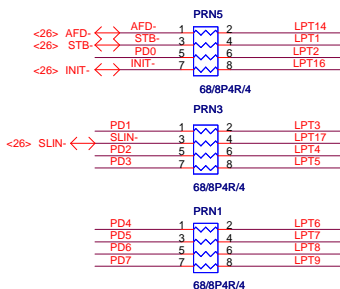 PRN5
<26> AFD- AFD- 1 2 LPT14
<26> STB- STB- 3 4 LPT1
PD0 5 6 LPT2
<26> INIT- INIT- 7 8 LPT16
68/8P4R/4
PRN3
PD1 1 2 LPT3
<26> SLIN- SLIN- 3 4 LPT17
PD2 5 6 LPT4
PD3 7 8 LPT5
68/8P4R/4
PRN1
PD4 1 2 LPT6
PD5 3 4 LPT7
PD6 5 6 LPT8
PD7 7 8 LPT9
68/8P4R/4